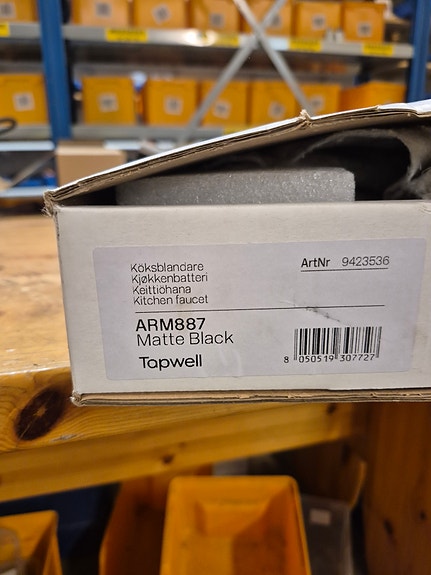 Köksblandare
Kjøkkenbatteri
Keittiöhana
Kitchen faucet
ArtNr 9423536
ARM887
Matte Black
Tapwell
8 050519 307727